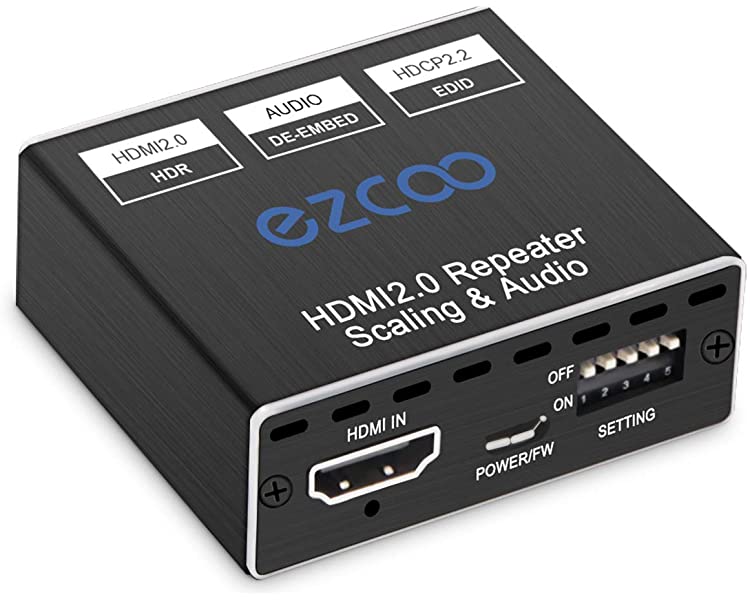 HDMI2.0
HDR
AUDIO
DE-EMBED
HDCP2.2
EDID
ezcoo
HDMI2.0 Repeater
Scaling & Audio
HDMI IN
POWER/FW
OFF
ON
1 2 3 4 5
SETTING